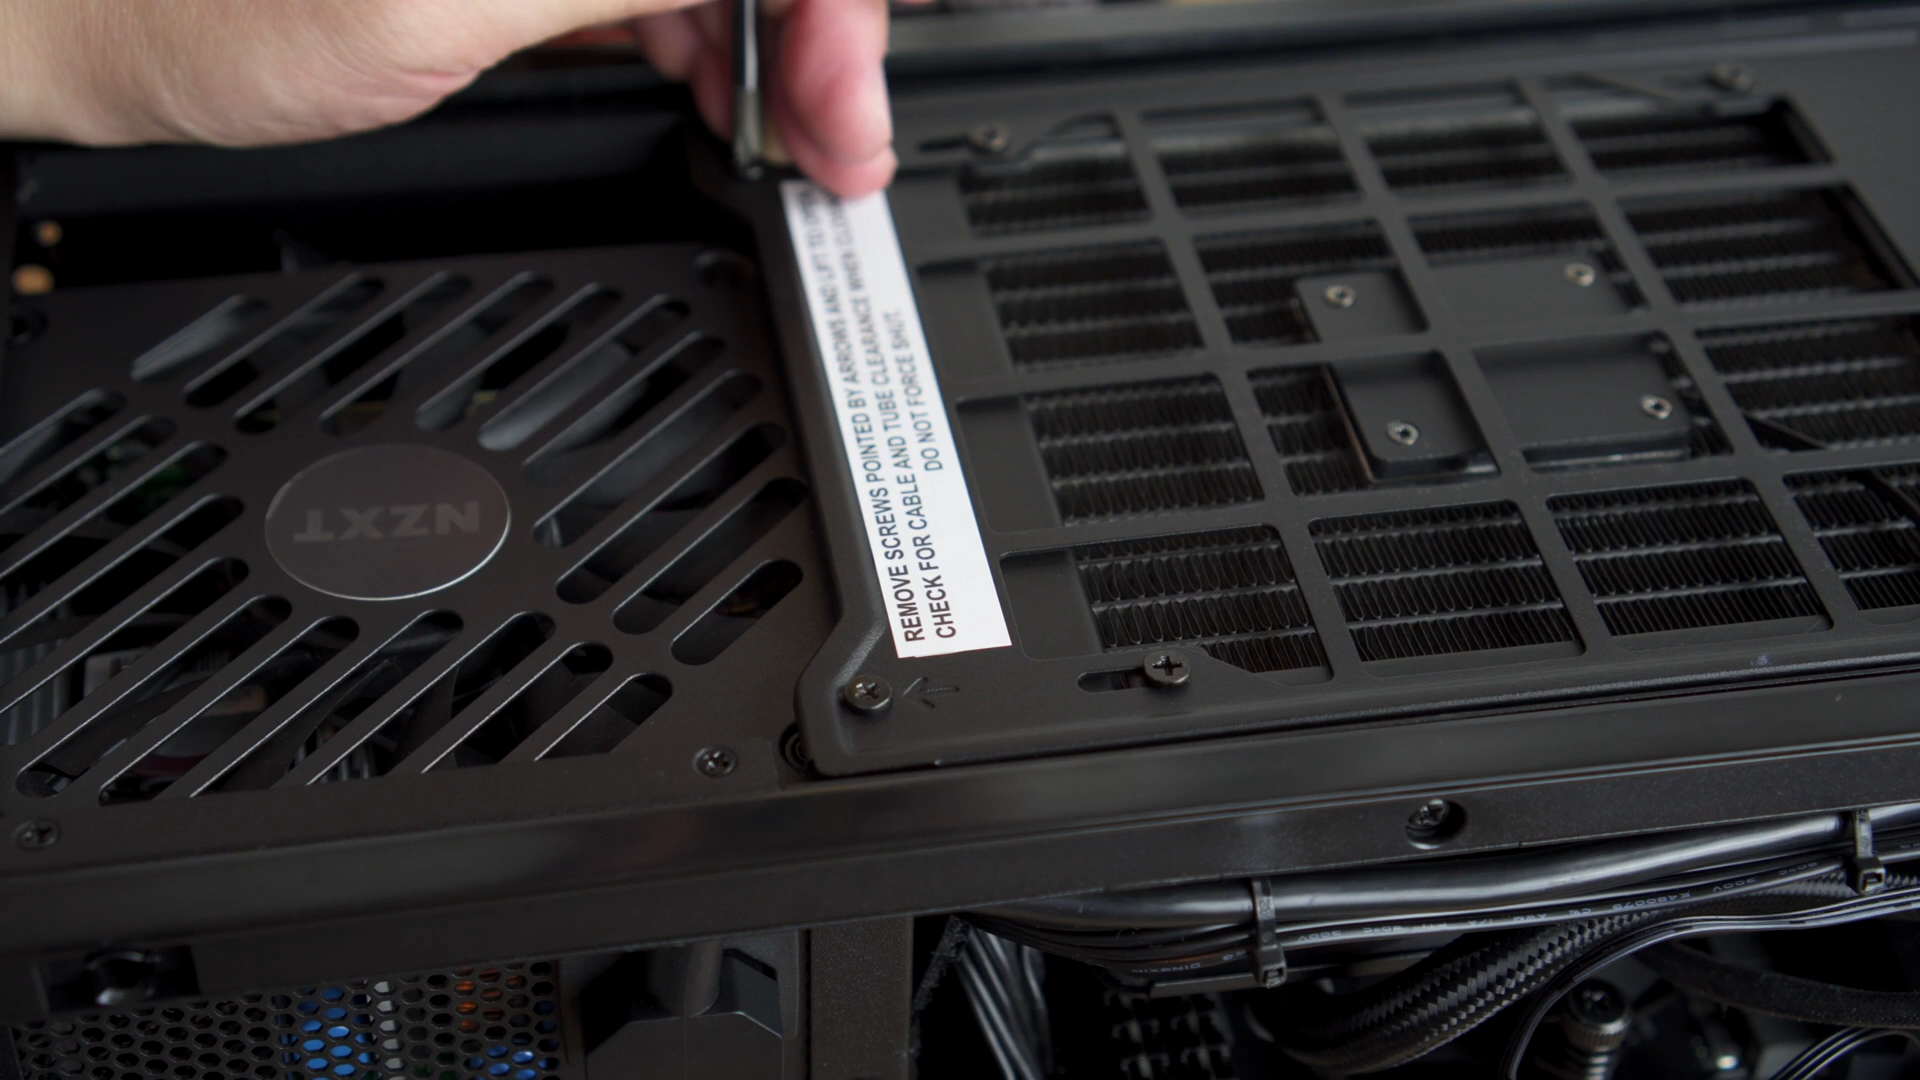 REMOVE SCREWS POINTED BY ARROWS AND LIFT TO OPEN
CHECK FOR CABLE AND TUBE CLEARANCE WHEN
DO NOT FORCE SHUT.
NZXT